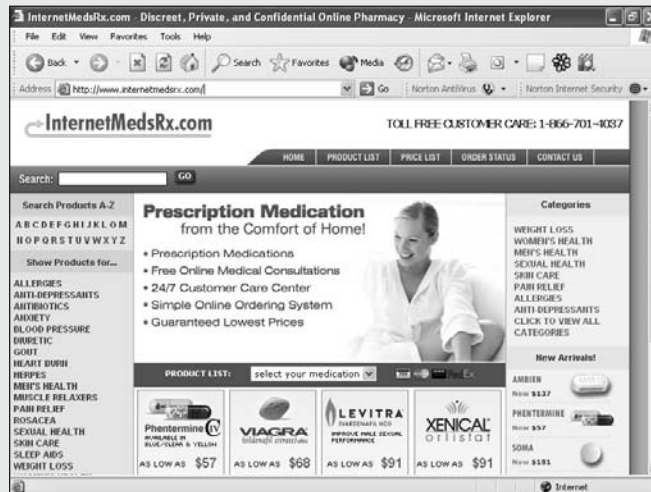 InternetMedsRx.com - Discreet, Private, and Confidential Online Pharmacy - Microsoft Internet Explorer
File Edit View Favorites Tools Help
Back Search Favorites Media
Address http://www.internetmedsrx.com/ Go Norton AntiVirus Norton Internet Security
InternetMedsRx.com
TOLL FREE CUSTOMER CARE: 1-866-701-4037
HOME PRODUCT LIST PRICE LIST ORDER STATUS CONTACT US
Search: GO
Search Products A-Z
A B C D E F G H I J K L O M
N O P Q R S T U V W X Y Z
Show Products for...
ALLERGIES
ANTI-DEPRESSANTS
ANTIBIOTICS
ANXIETY
BLOOD PRESSURE
DIURETIC
GOUT
HEART BURN
HERPES
MEN'S HEALTH
MUSCLE RELAXERS
PAIN RELIEF
ROSACEA
SEXUAL HEALTH
SKIN CARE
SLEEP AIDS
WEIGHT LOSS
Prescription Medication
from the Comfort of Home!
• Prescription Medications
• Free Online Medical Consultations
• 24/7 Customer Care Center
• Simple Online Ordering System
• Guaranteed Lowest Prices
PRODUCT LIST: select your medication
Phentermine CIV
AVAILABLE IN
BLUE/CLEAR & YELLOW
AS LOW AS $57
VIAGRA
(sildenafil citrate)
AS LOW AS $68
LEVITRA
(VARDENAFIL HCl)
IMPROVE MALE SEXUAL
PERFORMANCE
AS LOW AS $91
XENICAL
orlistat
AS LOW AS $91
Categories
WEIGHT LOSS
WOMEN'S HEALTH
MEN'S HEALTH
SEXUAL HEALTH
SKIN CARE
PAIN RELIEF
ALLERGIES
ANTI-DEPRESSANTS
CLICK TO VIEW ALL
CATEGORIES
New Arrivals!
AMBIEN
Now $137
PHENTERMINE
Now $57
SOMA
Now $181
Internet